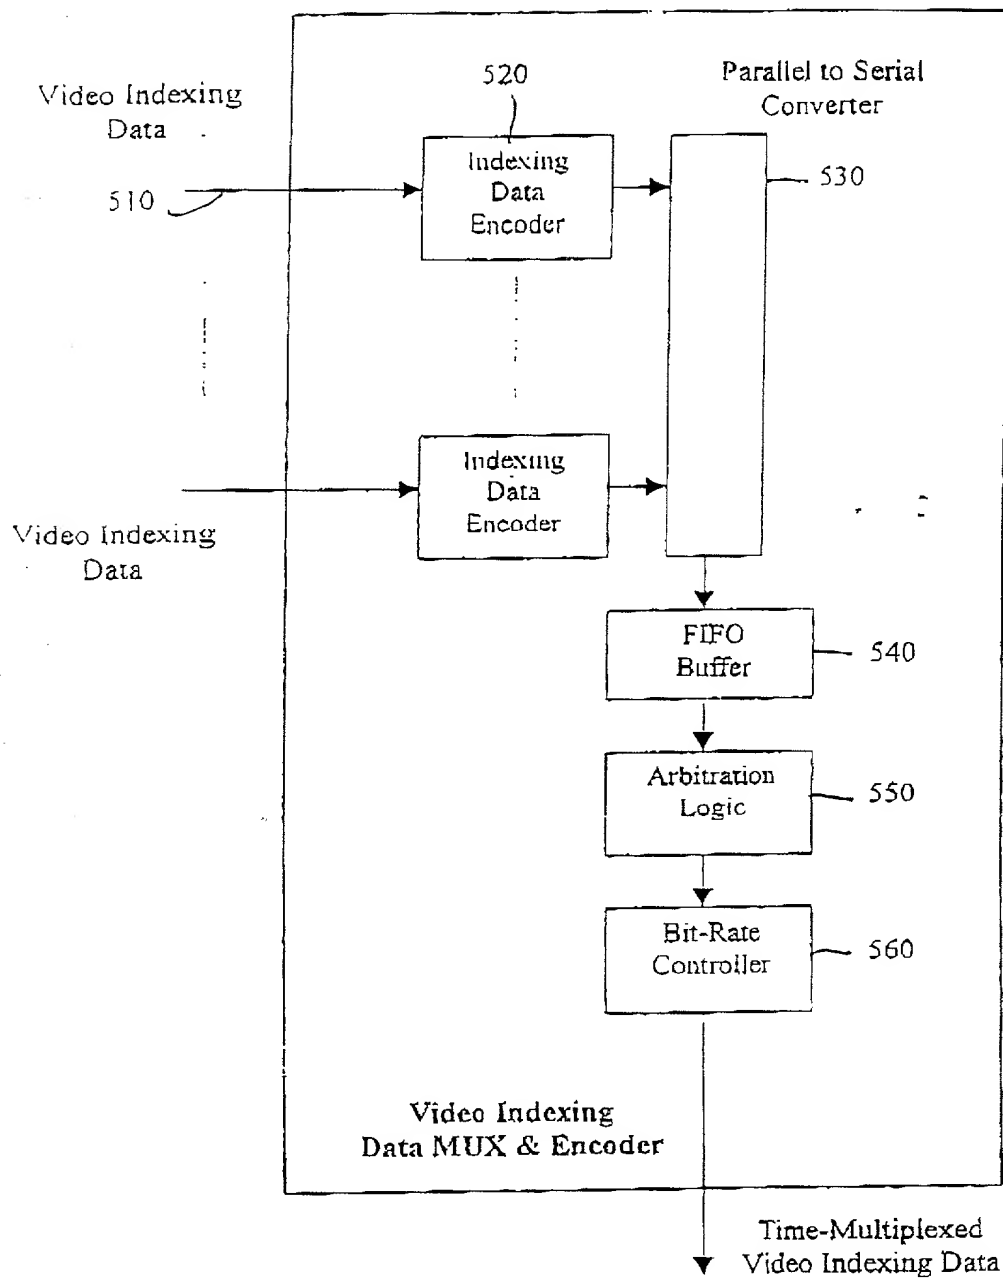 520
Parallel to Serial
Converter
Video Indexing
Data
Indexing
Data
Encoder
530
510
Indexing
Data
Encoder
Video Indexing
Data
FIFO
Buffer
540
Arbitration
Logic
550
Bit-Rate
Controller
560
Video Indexing
Data MUX & Encoder
Time-Multiplexed
Video Indexing Data